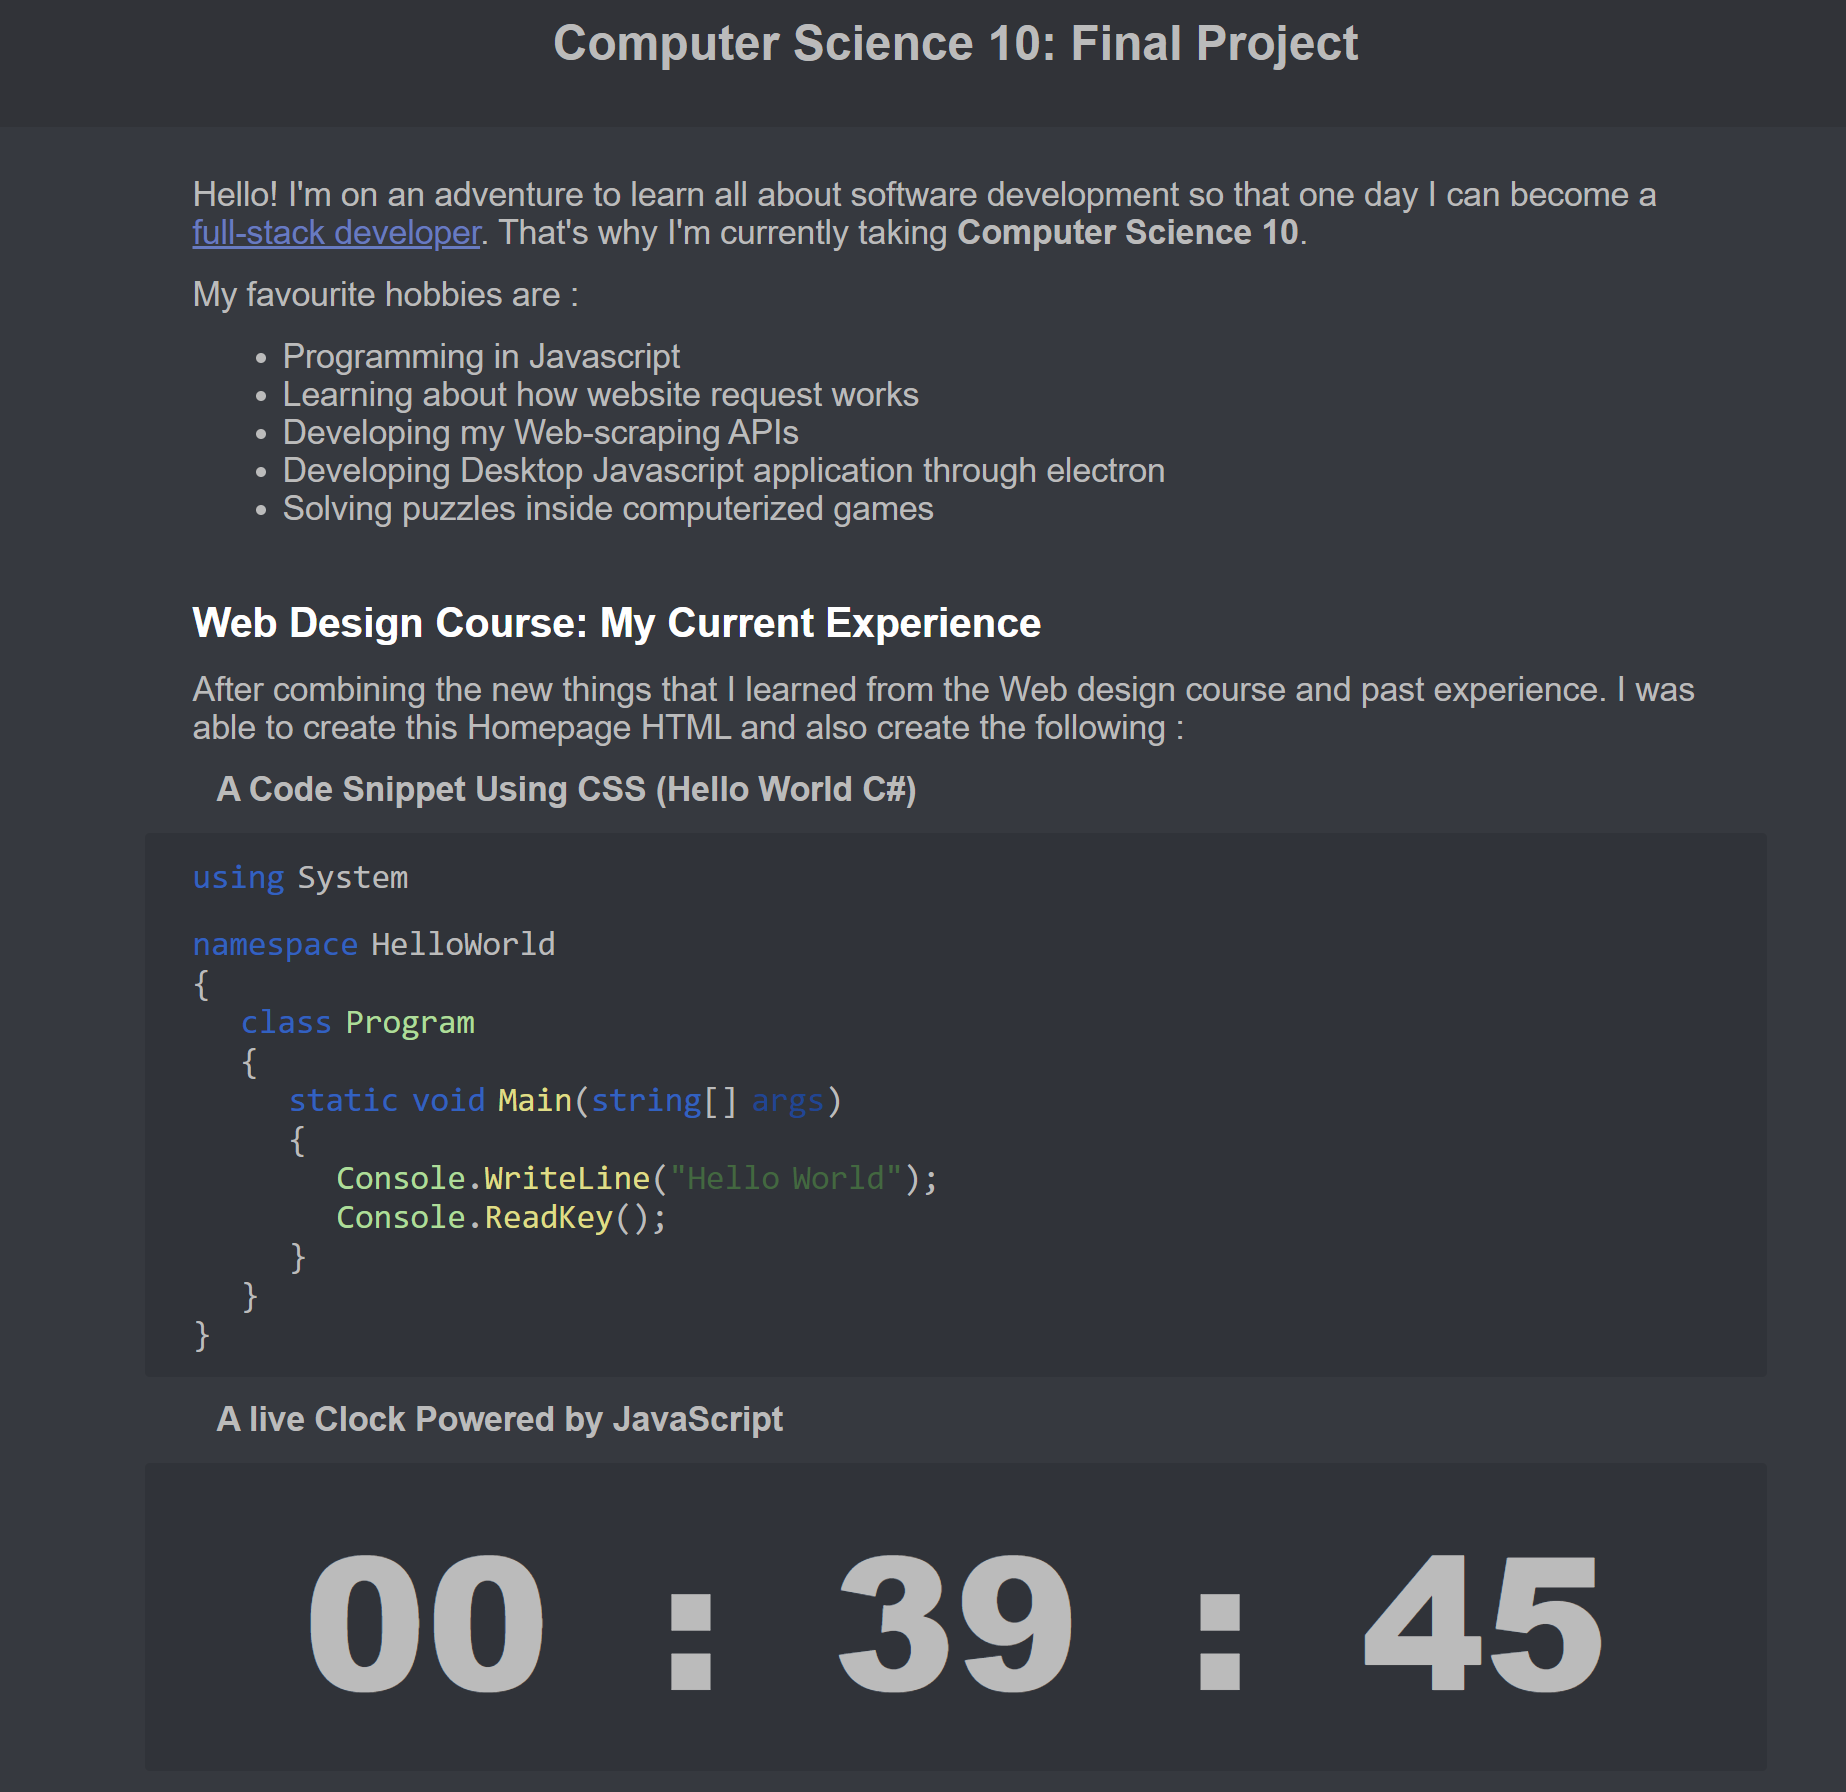 Computer Science 10: Final Project
Hello! I'm on an adventure to learn all about software development so that one day I can become a
full-stack developer. That's why I'm currently taking Computer Science 10.
My favourite hobbies are :
• Programming in Javascript
• Learning about how website request works
• Developing my Web-scraping APIs
• Developing Desktop Javascript application through electron
• Solving puzzles inside computerized games
Web Design Course: My Current Experience
After combining the new things that I learned from the Web design course and past experience. I was
able to create this Homepage HTML and also create the following :
A Code Snippet Using CSS (Hello World C#)
using System
namespace HelloWorld
{
class Program
{
static void Main(string[] args)
{
Console.WriteLine("Hello World");
Console.ReadKey();
}
}
}
A live Clock Powered by JavaScript
00 : 39 : 45